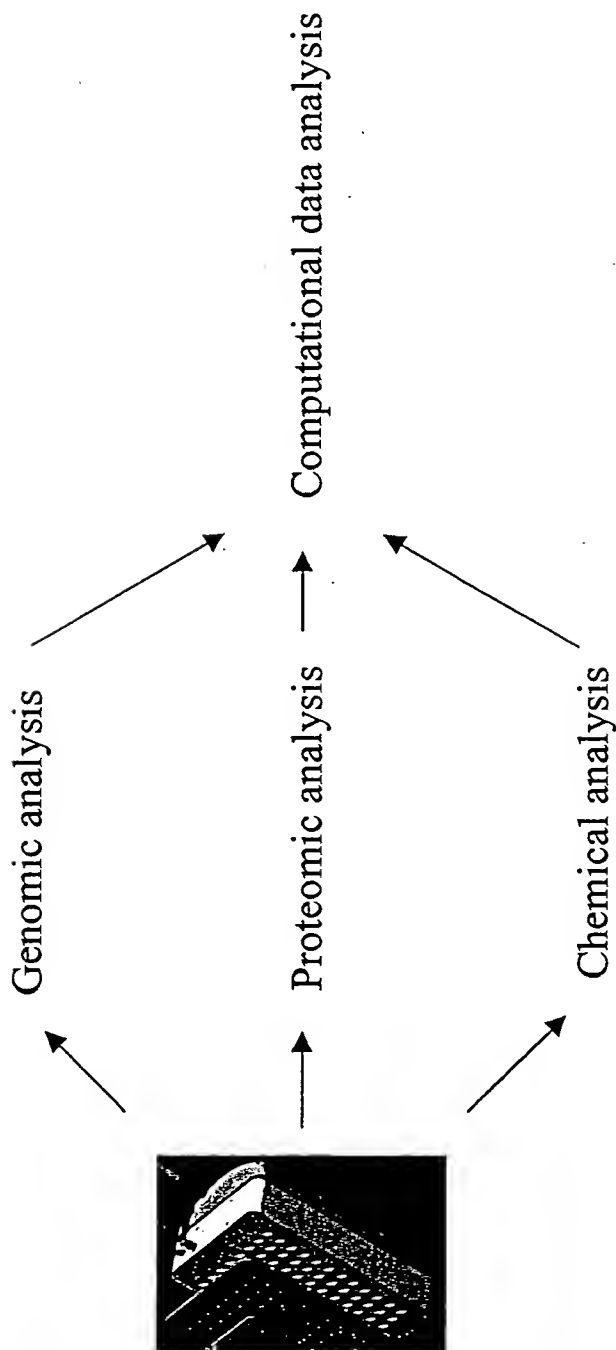 Genomic analysis
Proteomic analysis
Chemical analysis
Computational data analysis